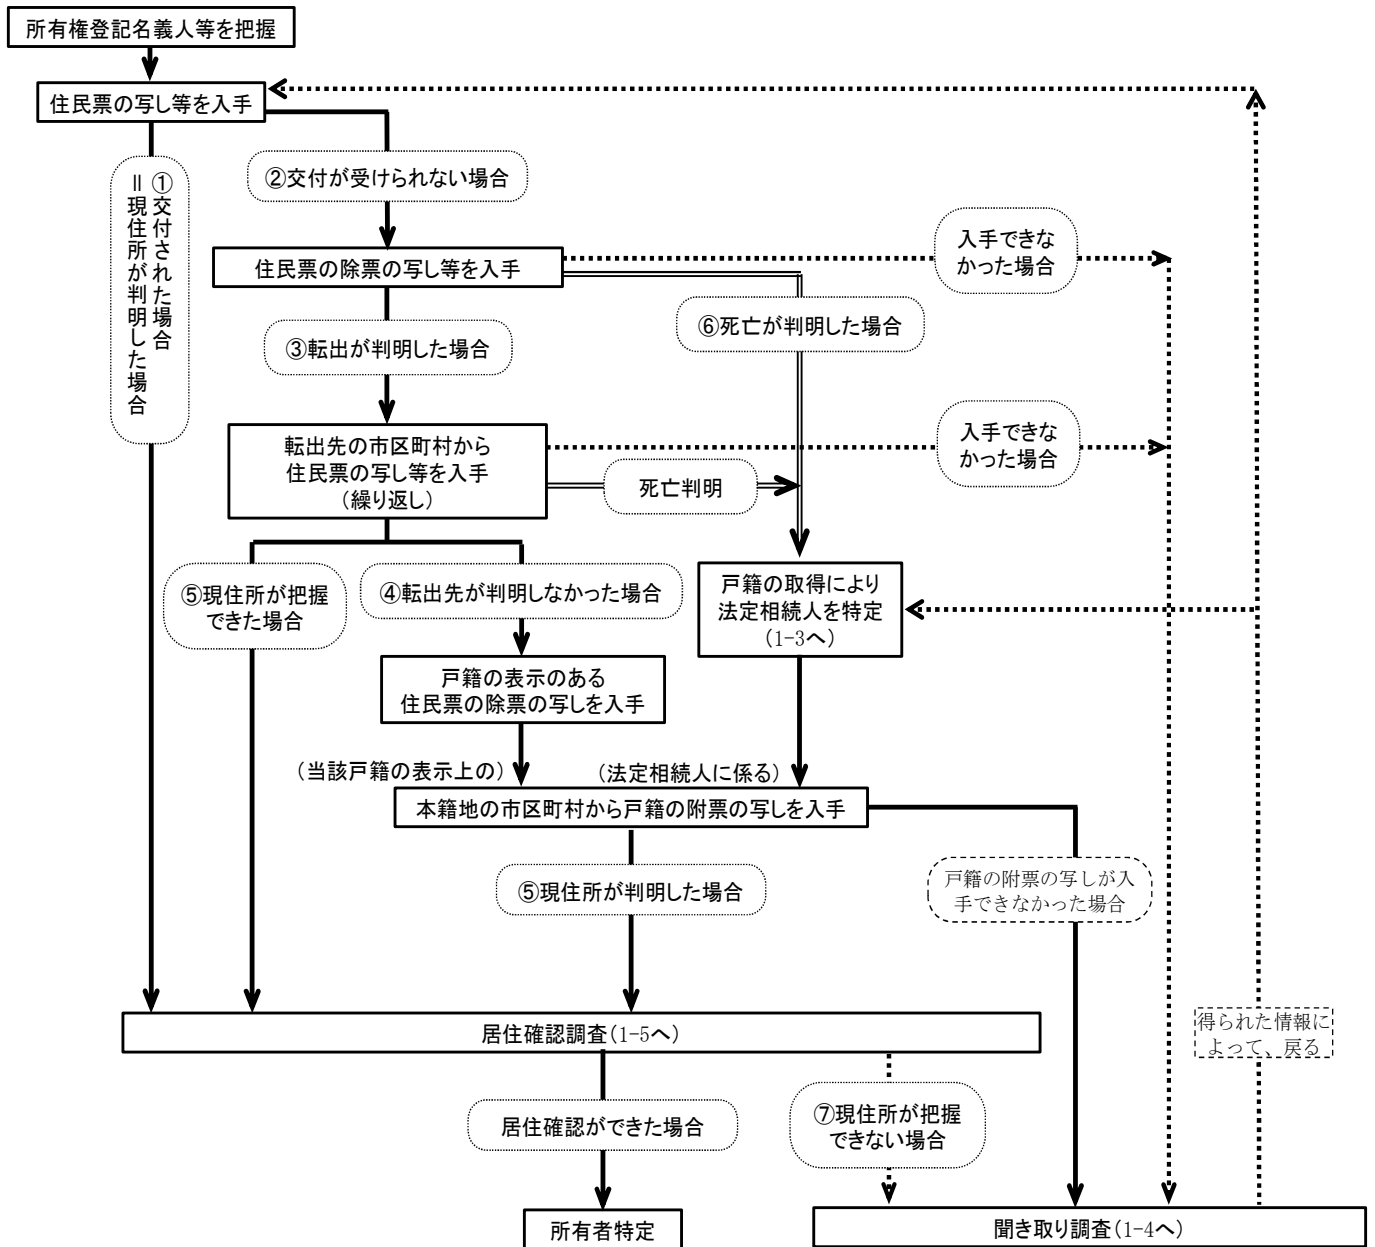 所有権登記名義人等を把握
住民票の写し等を入手
①交付された場合
＝現住所が判明した場合
②交付が受けられない場合
住民票の除票の写し等を入手
入手できな
かった場合
⑥死亡が判明した場合
③転出が判明した場合
転出先の市区町村から
住民票の写し等を入手
(繰り返し)
入手できな
かった場合
死亡判明
⑤現住所が把握
できた場合
④転出先が判明しなかった場合
戸籍の取得により
法定相続人を特定
(1-3へ)
戸籍の表示のある
住民票の除票の写しを入手
(当該戸籍の表示上の)
(法定相続人に係る)
本籍地の市区町村から戸籍の附票の写しを入手
⑤現住所が判明した場合
戸籍の附票の写しが入
手できなかった場合
居住確認調査(1-5へ)
得られた情報に
よって、戻る
居住確認ができた場合
⑦現住所が把握
できない場合
所有者特定
聞き取り調査(1-4へ)